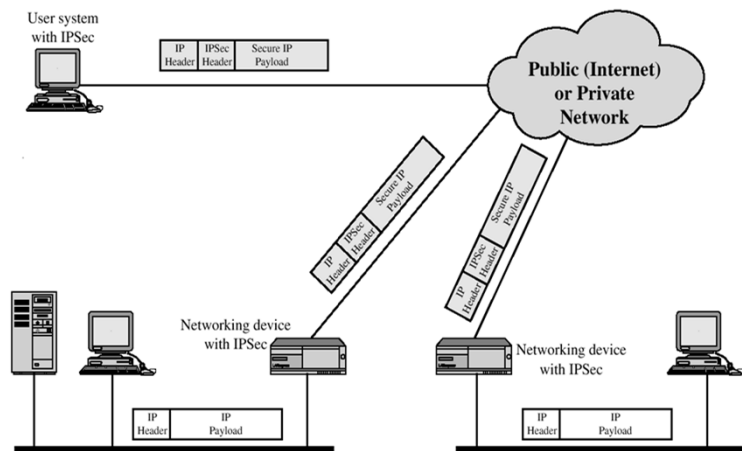 User system
with IPSec
IP
Header
IPSec
Header
Secure IP
Payload
Public (Internet)
or Private
Network
IP
Header
IPSec
Header
Secure IP
Payload
IP
Header
IPSec
Header
Secure IP
Payload
Networking device
with IPSec
Networking device
with IPSec
IP
Header
IP
Payload
IP
Header
IP
Payload